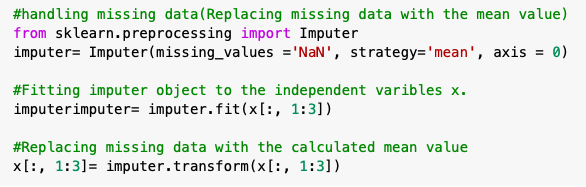 #handling missing data(Replacing missing data with the mean value)
from sklearn.preprocessing import Imputer
imputer= Imputer(missing_values ='NaN', strategy='mean', axis = 0)
#Fitting imputer object to the independent varibles x.
imputerimputer= imputer.fit(x[:, 1:3])
#Replacing missing data with the calculated mean value
x[:, 1:3]= imputer.transform(x[:, 1:3])